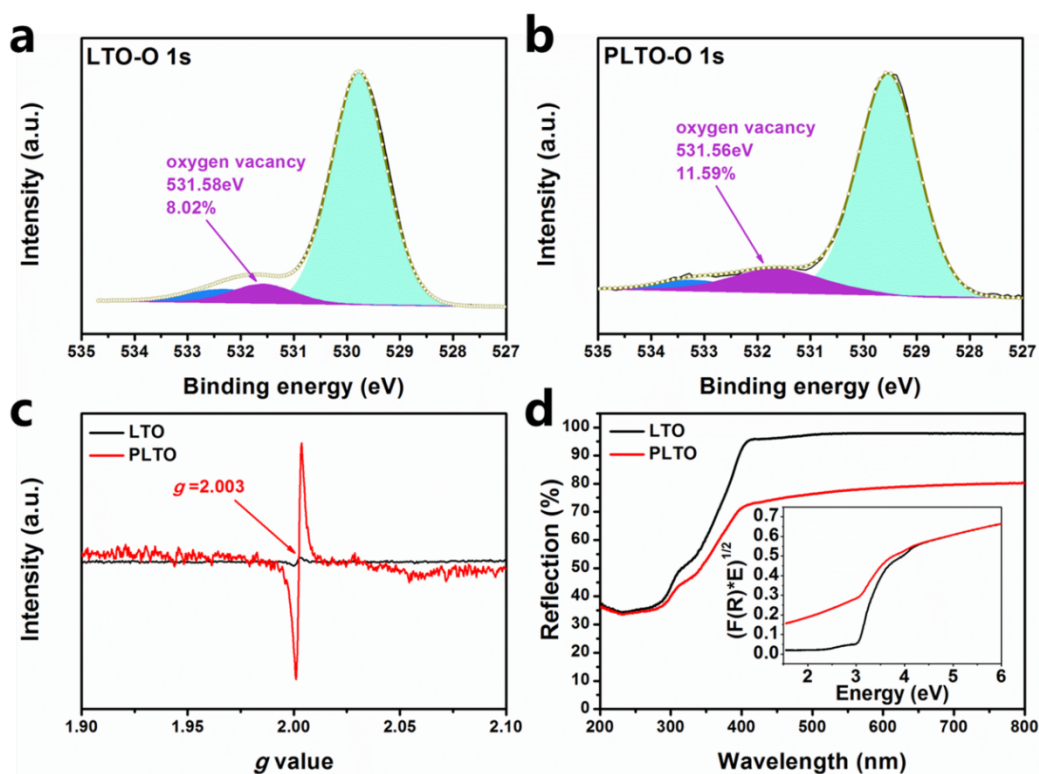 a
LTO-O 1s
oxygen vacancy
531.58eV
8.02%
Intensity (a.u.)
535 534 533 532 531 530 529 528 527
Binding energy (eV)
b
PLTO-O 1s
oxygen vacancy
531.56eV
11.59%
Intensity (a.u.)
535 534 533 532 531 530 529 528 527
Binding energy (eV)
c
LTO
PLTO
g =2.003
Intensity (a.u.)
1.90 1.95 2.00 2.05 2.10
g value
d
LTO
PLTO
Reflection (%)
100
90
80
70
60
50
40
30
20
10
0
200 300 400 500 600 700 800
Wavelength (nm)
(F(R)*E)^1/2
0.7
0.6
0.5
0.4
0.3
0.2
0.1
0.0
2 3 4 5 6
Energy (eV)